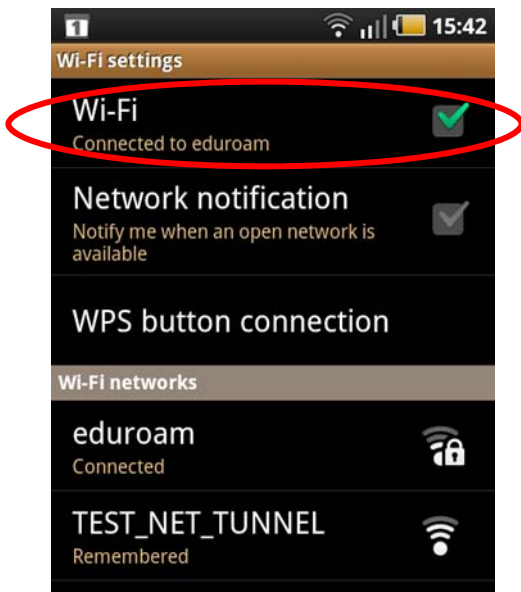 1
15:42
Wi-Fi settings
Wi-Fi
Connected to eduroam
Network notification
Notify me when an open network is
available
WPS button connection
Wi-Fi networks
eduroam
Connected
TEST_NET_TUNNEL
Remembered